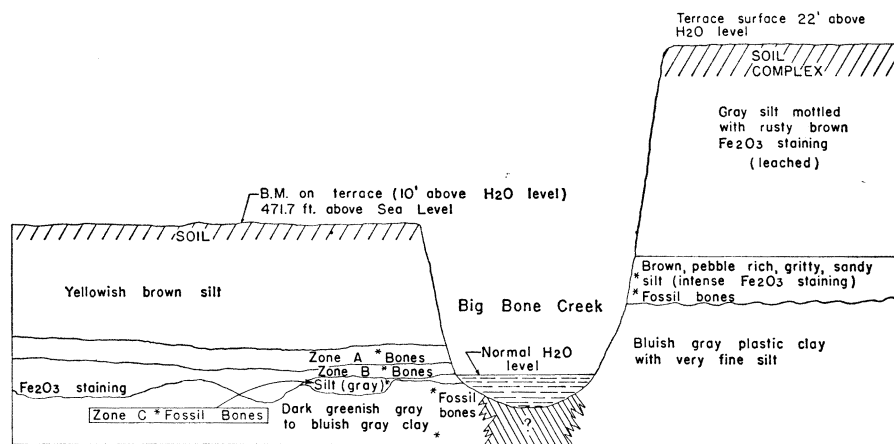 Terrace surface 22' above
H2O level
SOIL
COMPLEX
Gray silt mottled
with rusty brown
Fe2O3 staining
(leached)
B.M. on terrace (10' above H2O level)
471.7 ft. above Sea Level
SOIL
Yellowish brown silt
Big Bone Creek
Brown, pebble rich, gritty, sandy
* silt (intense Fe2O3 staining)
* Fossil bones
Bluish gray plastic clay
with very fine silt
Normal H2O
level
Zone A * Bones
Zone B * Bones
Silt (gray)*
Fe2O3 staining
Zone C * Fossil Bones
Dark greenish gray
to bluish gray clay
*
* Fossil
bones
?